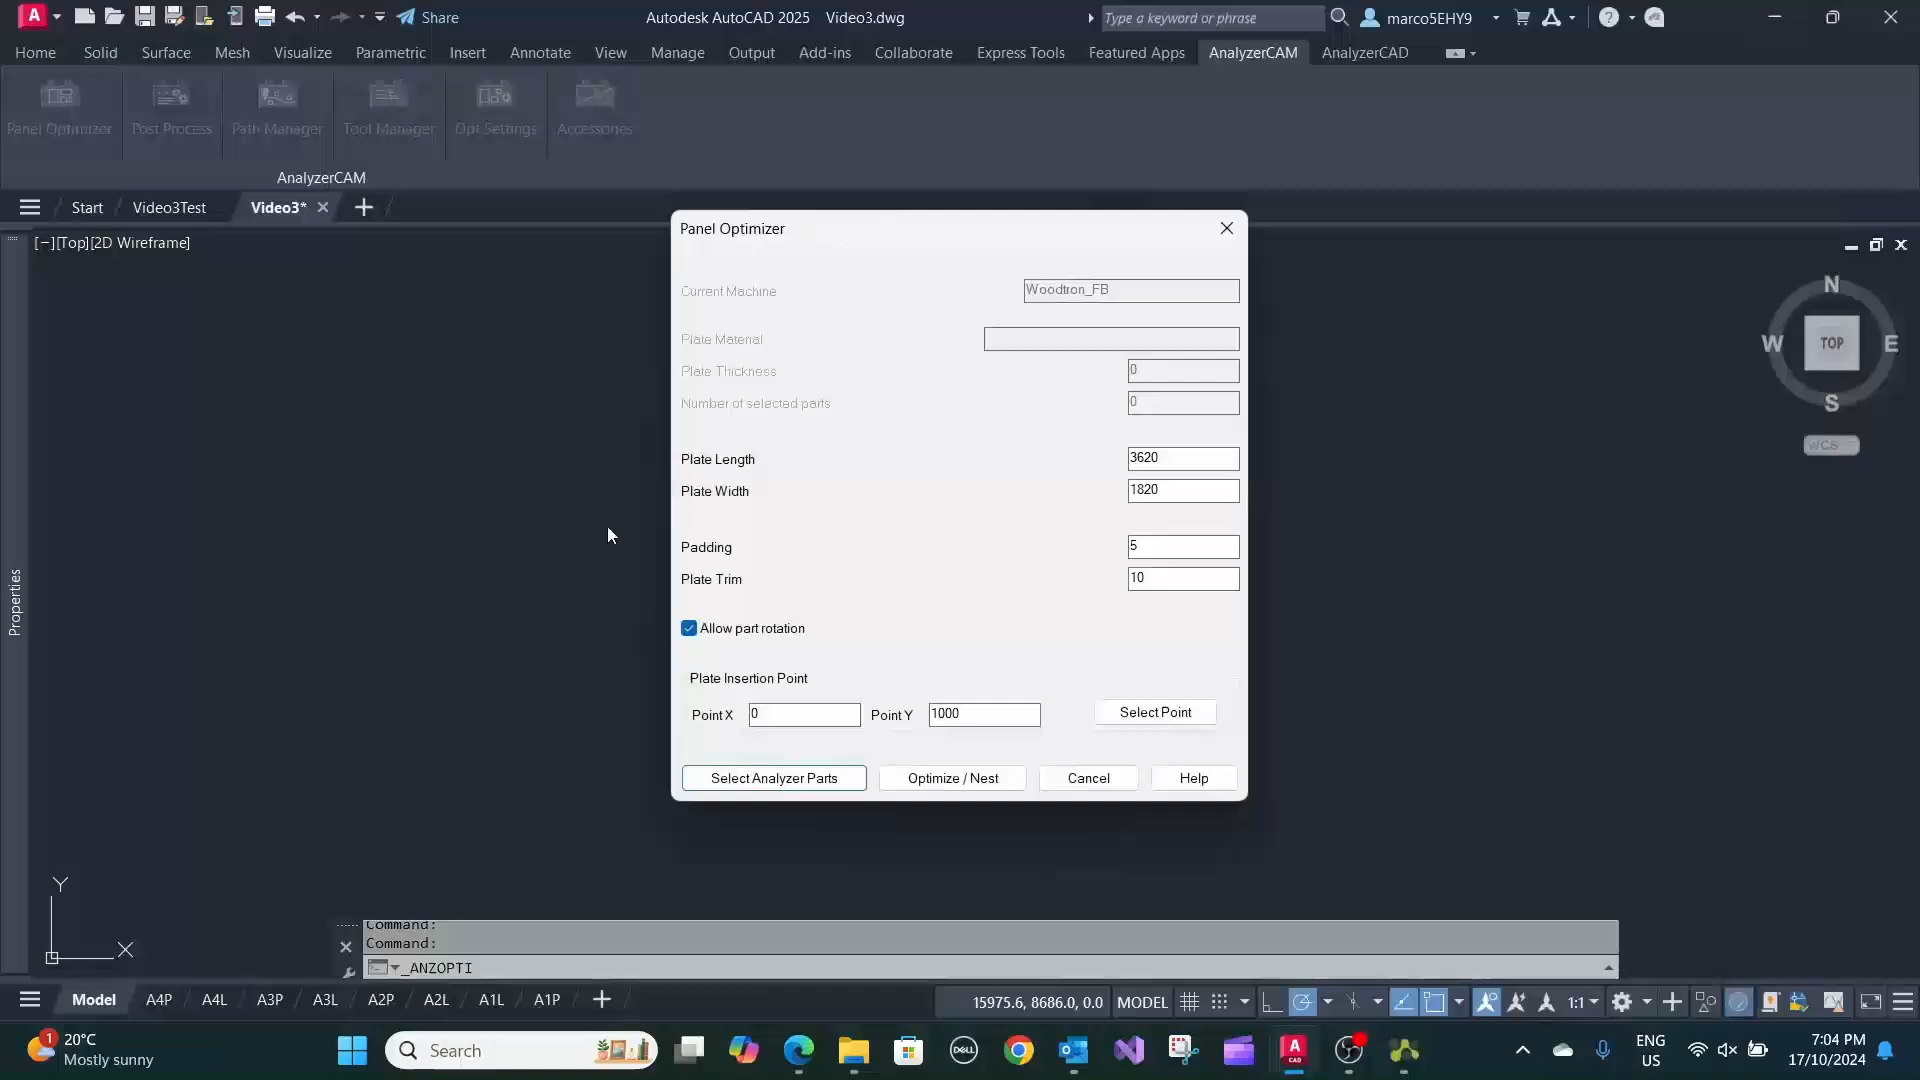 A
Share
Autodesk AutoCAD 2025 Video3.dwg
Type a keyword or phrase
marco5EHY9
Home Solid Surface Mesh Visualize Parametric Insert Annotate View Manage Output Add-ins Collaborate Express Tools Featured Apps AnalyzerCAM AnalyzerCAD
Panel Optimizer Post Process Path Manager Tool Manager Opt Settings Accessories
AnalyzerCAM
Start Video3Test Video3*
[−][Top][2D Wireframe]
N
W TOP E
S
WCS
Properties
Panel Optimizer
Current Machine Woodtron_FB
Plate Material
Plate Thickness 0
Number of selected parts 0
Plate Length 3620
Plate Width 1820
Padding 5
Plate Trim 10
Allow part rotation
Plate Insertion Point
Point X 0 Point Y 1000 Select Point
Select Analyzer Parts Optimize / Nest Cancel Help
Y
X
Command:
Command:
_ANZOPTI
Model A4P A4L A3P A3L A2P A2L A1L A1P
15975.6, 8686.0, 0.0 MODEL 1:1
1
20°C
Mostly sunny
Search
DELL
A
CAD
ENG
US
7:04 PM
17/10/2024